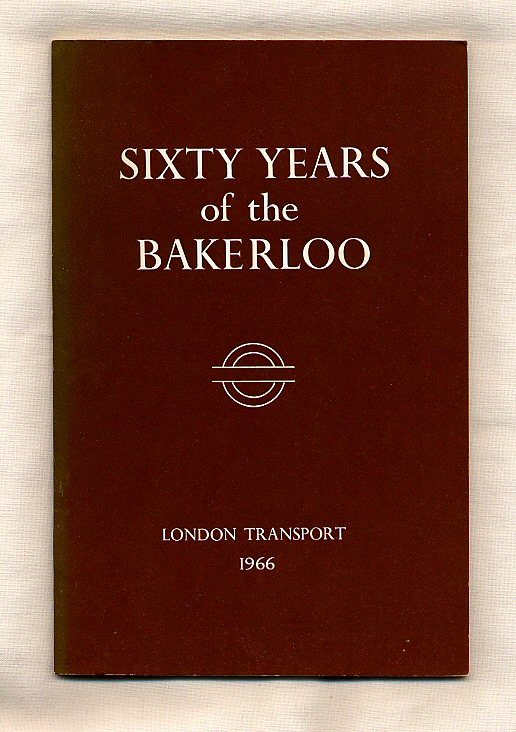 SIXTY YEARS
of the
BAKERLOO
LONDON TRANSPORT
1966